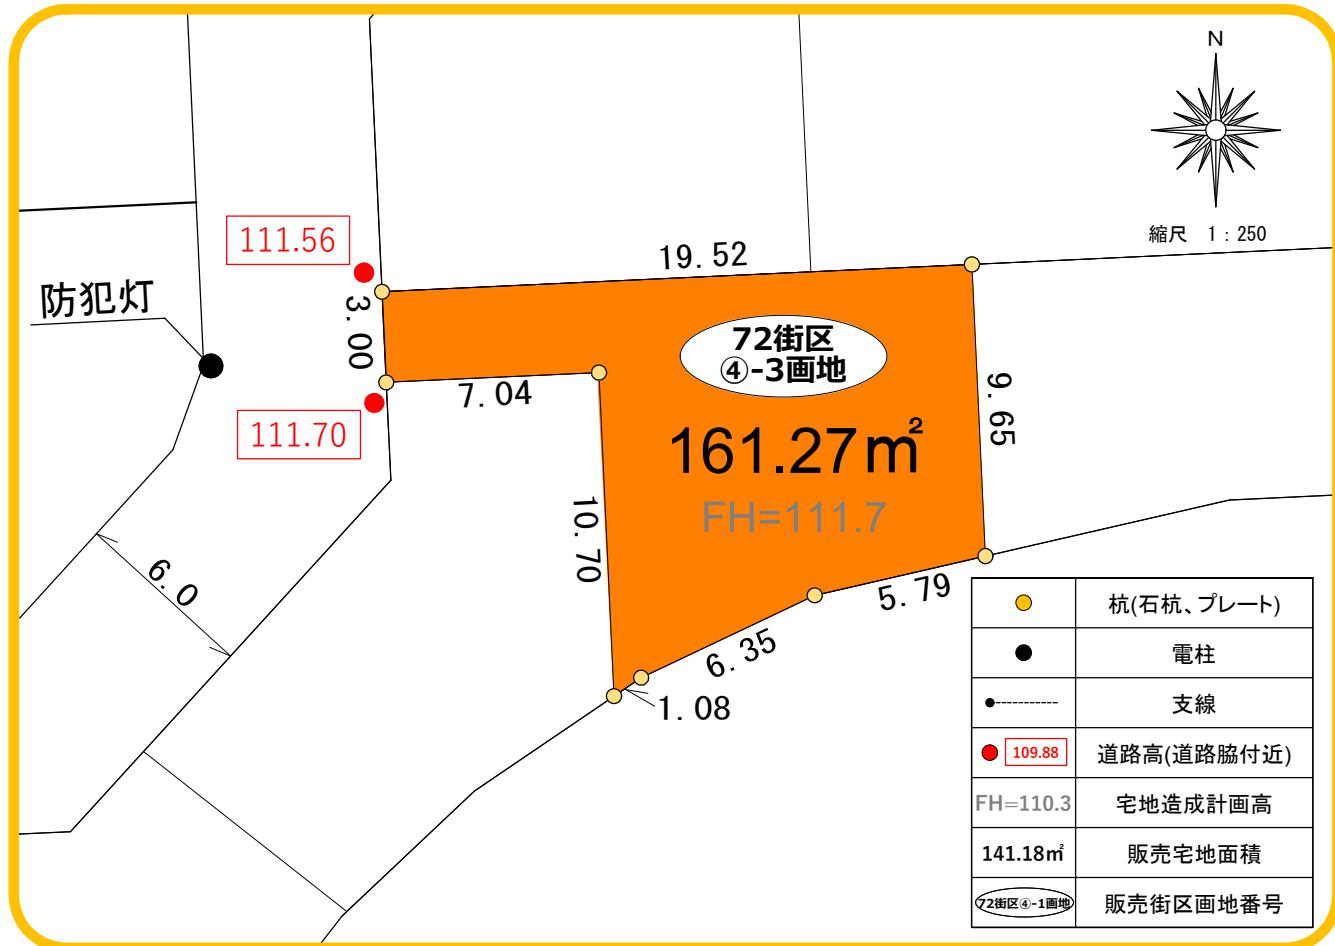 N
縮尺 1:250
111.56
19.52
防犯灯
3.00
72街区
④-3画地
7.04
9.65
111.70
161.27㎡
FH=111.7
10.70
6.0
5.79
6.35
1.08
杭(石杭、プレート)
電柱
支線
109.88 道路高(道路脇付近)
FH=110.3 宅地造成計画高
141.18㎡ 販売宅地面積
72街区④-1画地 販売街区画地番号